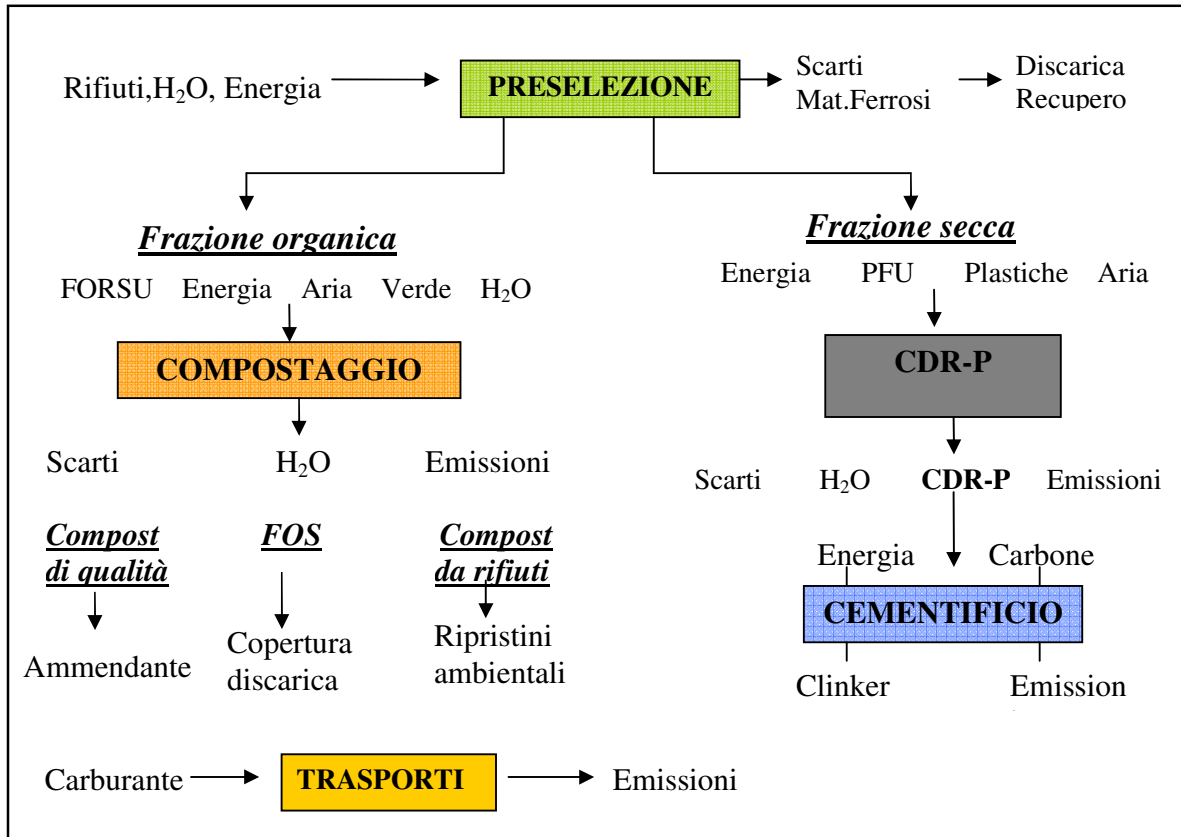 Rifiuti,H₂O, Energia
PRESELEZIONE
Scarti
Mat.Ferrosi
Discarica
Recupero
Frazione organica
FORSU Energia Aria Verde H₂O
COMPOSTAGGIO
Scarti H₂O Emissioni
Compost
di qualità
FOS
Compost
da rifiuti
Ammendante
Copertura
discarica
Ripristini
ambientali
Frazione secca
Energia PFU Plastiche Aria
CDR-P
Scarti H₂O CDR-P Emissioni
Energia Carbone
CEMENTIFICIO
Clinker Emission
Carburante TRASPORTI Emissioni